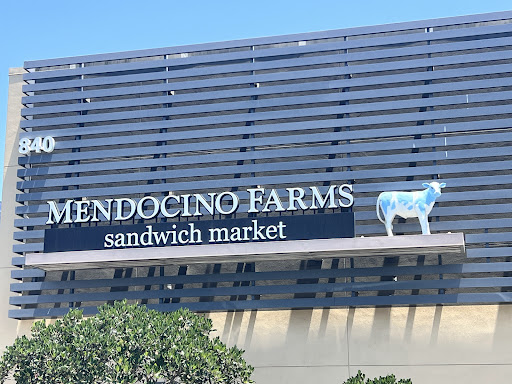 840
MENDOCINO FARMS
sandwich market